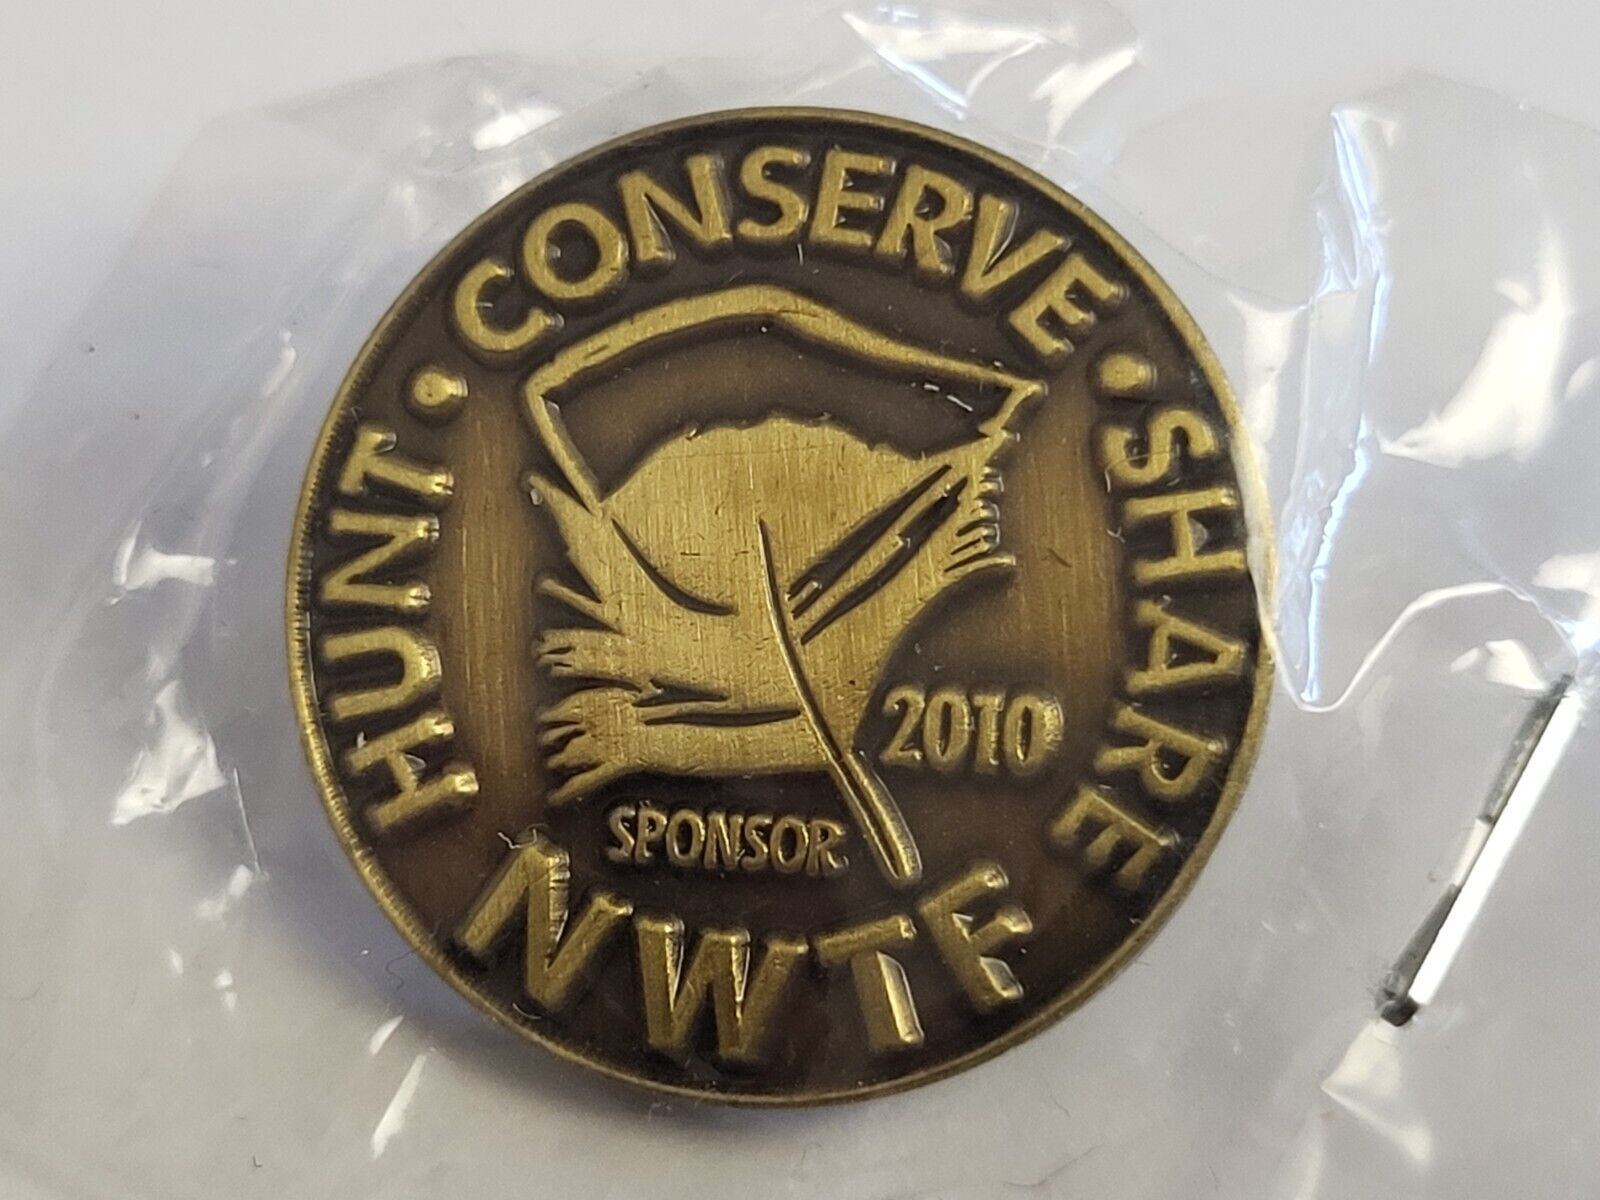 HUNT • CONSERVE • SHARE
2010
SPONSOR
NWTF